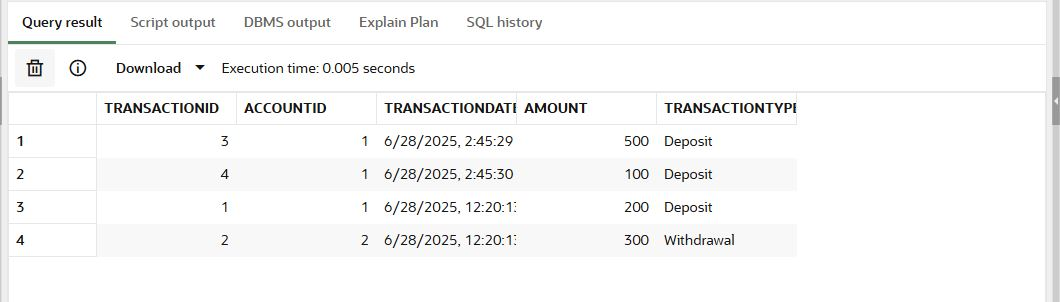 Query result Script output DBMS output Explain Plan SQL history
Download Execution time: 0.005 seconds
TRANSACTIONID ACCOUNTID TRANSACTIONDATE AMOUNT TRANSACTIONTYPE
1 3 1 6/28/2025, 2:45:29 500 Deposit
2 4 1 6/28/2025, 2:45:30 100 Deposit
3 1 1 6/28/2025, 12:20:13 200 Deposit
4 2 2 6/28/2025, 12:20:13 300 Withdrawal